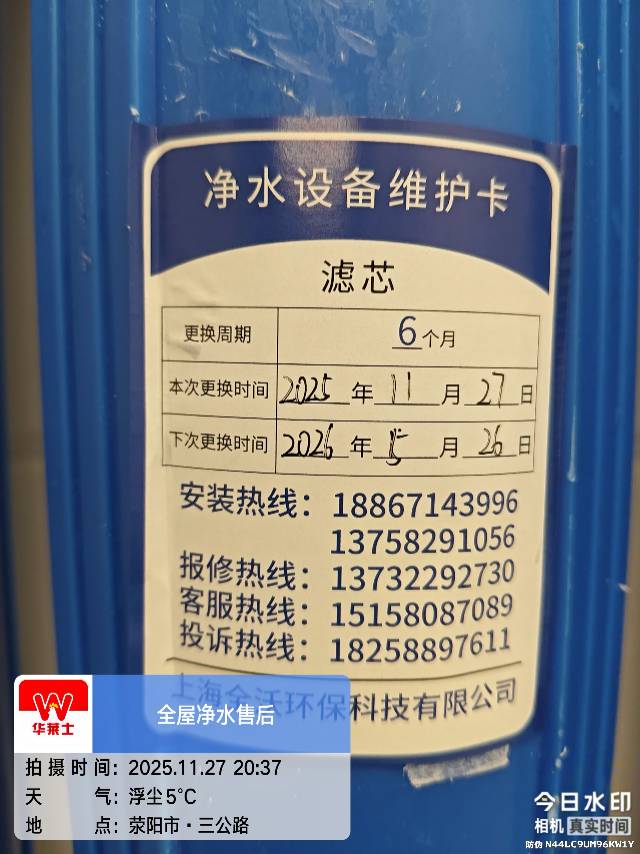 净水设备维护卡
滤芯
更换周期 6个月
本次更换时间 2025年11月27日
下次更换时间 2026年5月26日
安装热线：18867143996
13758291056
报修热线：13732292730
客服热线：15158087089
投诉热线：18258897611
上海全沃环保科技有限公司
华莱士
全屋净水售后
拍摄时间：2025.11.27 20:37
天气：浮尘5°C
地点：荥阳市·三公路
今日水印
相机 真实时间
防伪 N44LC9UM96KW1Y